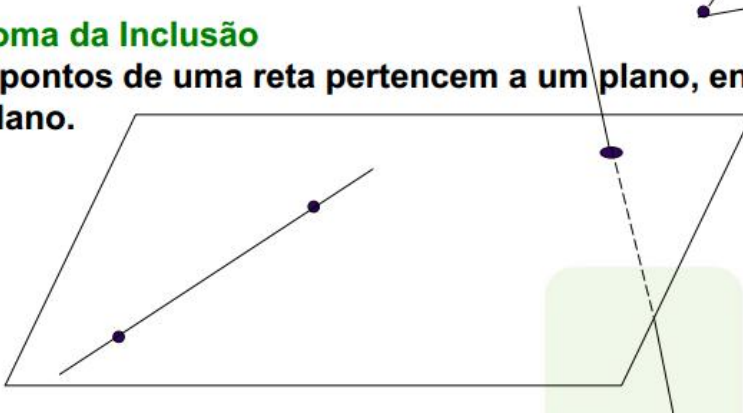 oma da Inclusão
pontos de uma reta pertencem a um plano, en
lano.